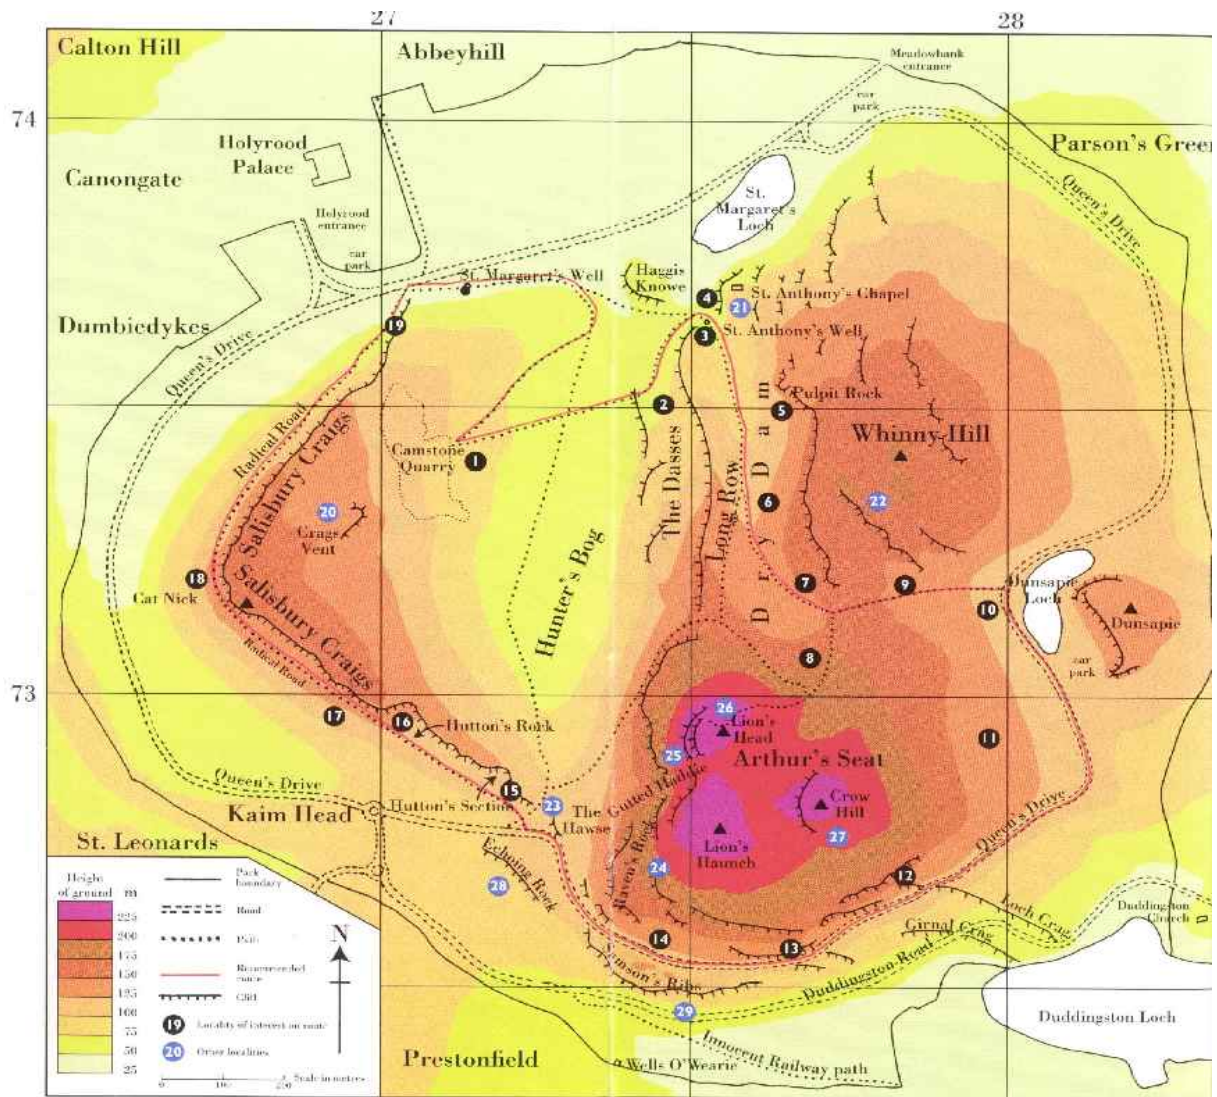 27
28
Calton Hill
Abbeyhill
Meadowbank
entrance
car
park
74
Holyrood
Palace
Parson's Green
Canongate
St.
Margaret's
Loch
Queen's Drive
Holyrood
entrance
car
park
St. Margaret's Well
Haggis
Knowe
4
St. Anthony's Chapel
21
Dumbiedykes
19
St. Anthony's Well
3
Queen's Drive
Radical Road
Pulpit Rock
2
5
Salisbury Craigs
Camstone
Quarry
1
The Dasses
Long Row
Dry Dam
Whinny Hill
20
Crags
Vent
6
22
Hunter's Bog
18
Cat Nick
7
9
Dunsapie
Loch
10
Dunsapie
Salisbury Craigs
Radical Road
8
car
park
73
17
16
Hutton's Rock
26
Lion's
Head
11
25
Arthur's Seat
The Gutted Haddie
Queen's Drive
15
23
Hutton's Section
The
Hawse
Crow
Hill
Kaim Head
Lion's
Haunch
27
Queen's Drive
St. Leonards
Echoing Rock
28
Raven's Rock
24
12
Loch Crag
Girnal Crag
Duddingston
Church
14
13
Samson's Ribs
Duddingston Road
29
Duddingston Loch
Innocent Railway path
Wells O'Wearie
Prestonfield
Height
of ground m
225
200
175
150
125
100
75
50
25
Park
boundary
Road
Path
Recommended
route
Cliff
19 Locality of interest on route
20 Other localities
0 100 200 Scale in metres
N